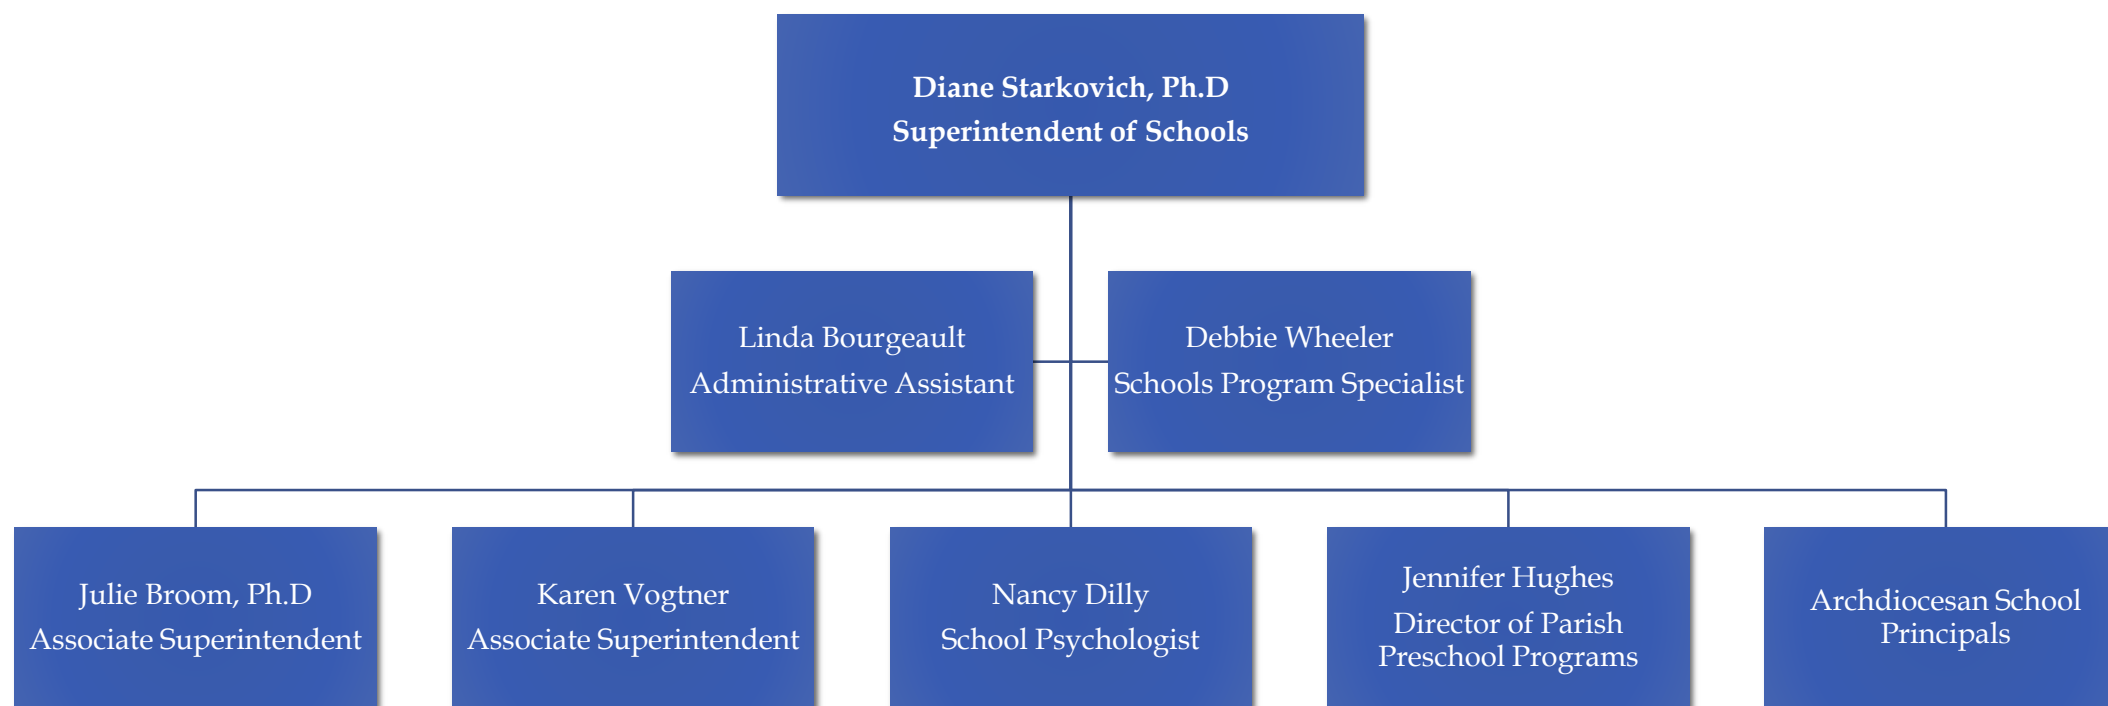 Diane Starkovich, Ph.D
Superintendent of Schools
Linda Bourgeault
Administrative Assistant
Debbie Wheeler
Schools Program Specialist
Julie Broom, Ph.D
Associate Superintendent
Karen Vogtner
Associate Superintendent
Nancy Dilly
School Psychologist
Jennifer Hughes
Director of Parish
Preschool Programs
Archdiocesan School
Principals